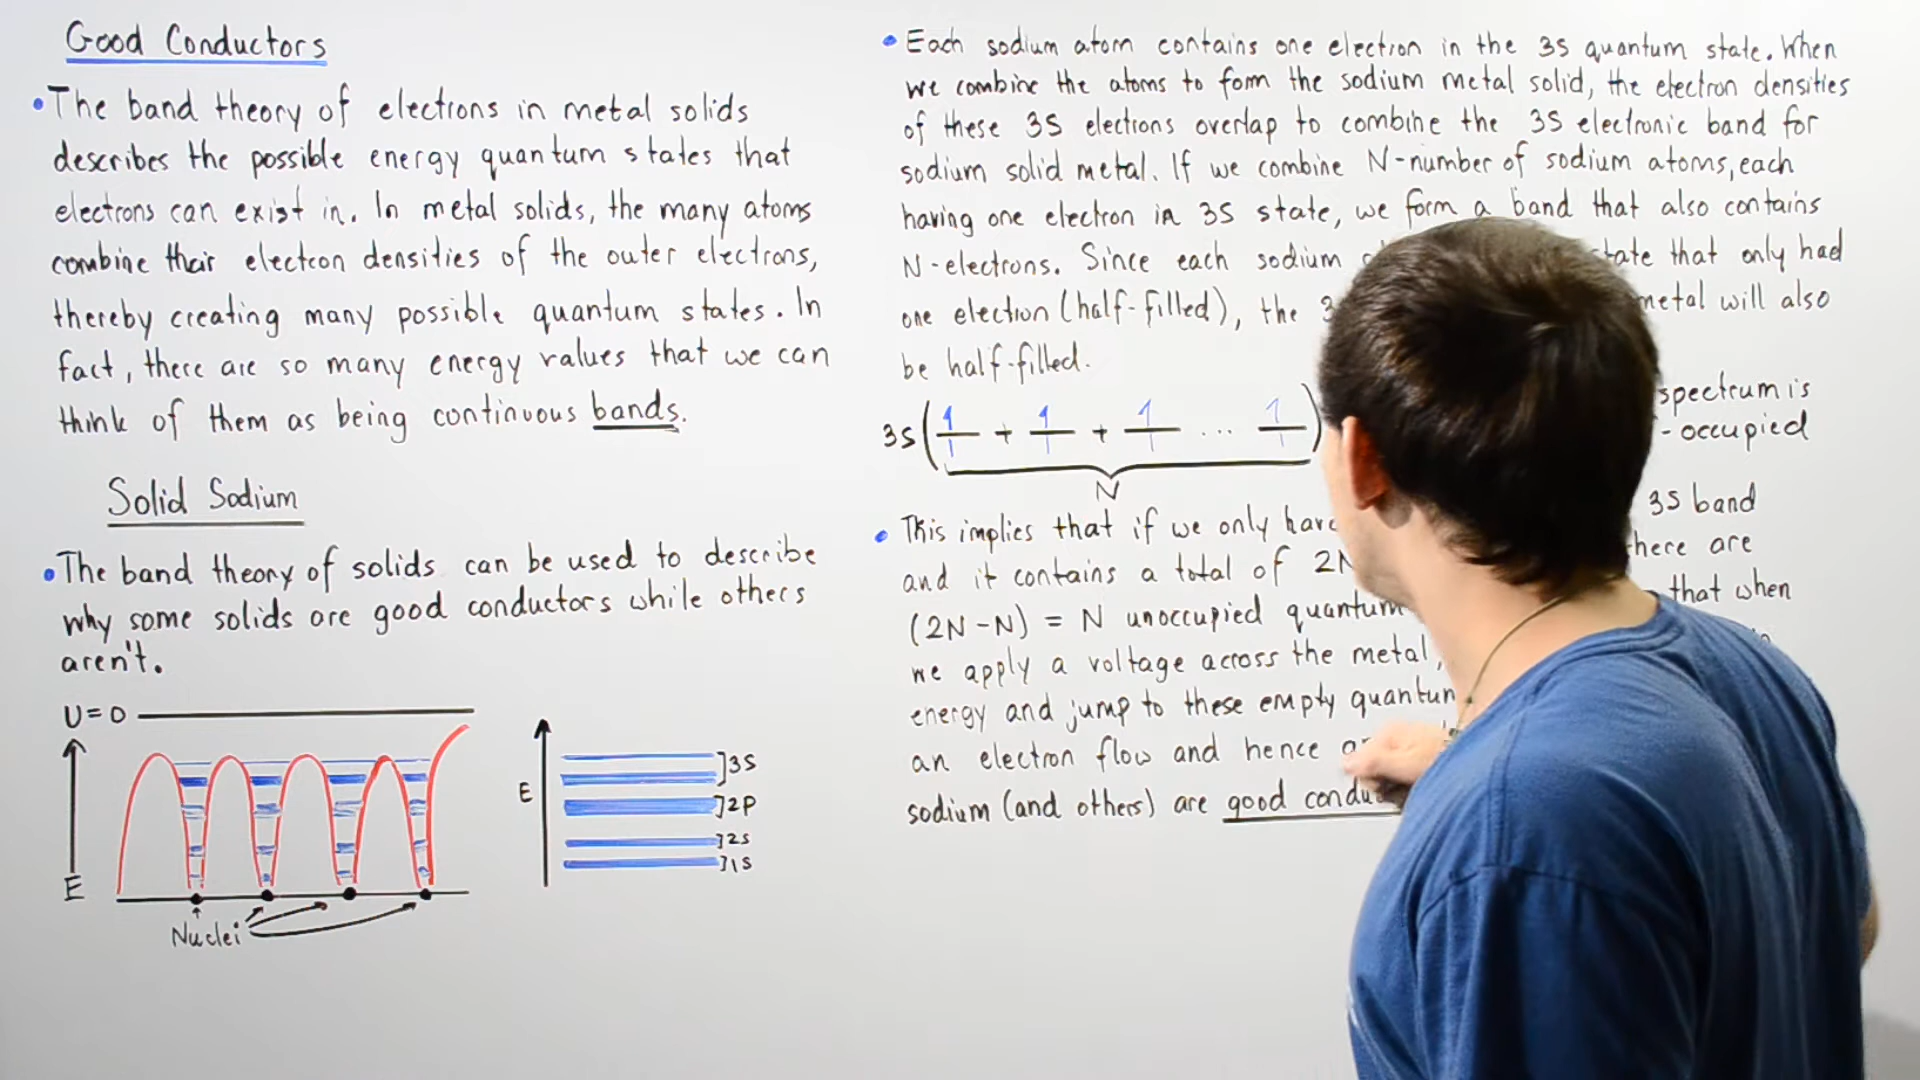 Good Conductors
• The band theory of electrons in metal solids
describes the possible energy quantum states that
electrons can exist in. In metal solids, the many atoms
combine their electron densities of the outer electrons,
thereby creating many possible quantum states. In
fact, there are so many energy values that we can
think of them as being continuous bands.
Solid Sodium
• The band theory of solids can be used to describe
why some solids are good conductors while others
aren't.
U=0
E
Nuclei
E
]3s
]2p
]2s
]1s
• Each sodium atom contains one electron in the 3s quantum state. When
we combine the atoms to form the sodium metal solid, the electron densities
of these 3s electrons overlap to combine the 3s electronic band for
sodium solid metal. If we combine N-number of sodium atoms, each
having one electron in 3s state, we form a band that also contains
N-electrons. Since each sodium that only had
one electron (half-filled), the metal will also
be half-filled.
spectrum is
3s( 1 + 1 + 1 ... 1 ) - occupied
N
3s band
• This implies that if we only have
here are
and it contains a total of
that when
(2N-N) = N unoccupied quantum
we apply a voltage across the metal,
energy and jump to these empty
an electron flow and hence
sodium (and others) are good